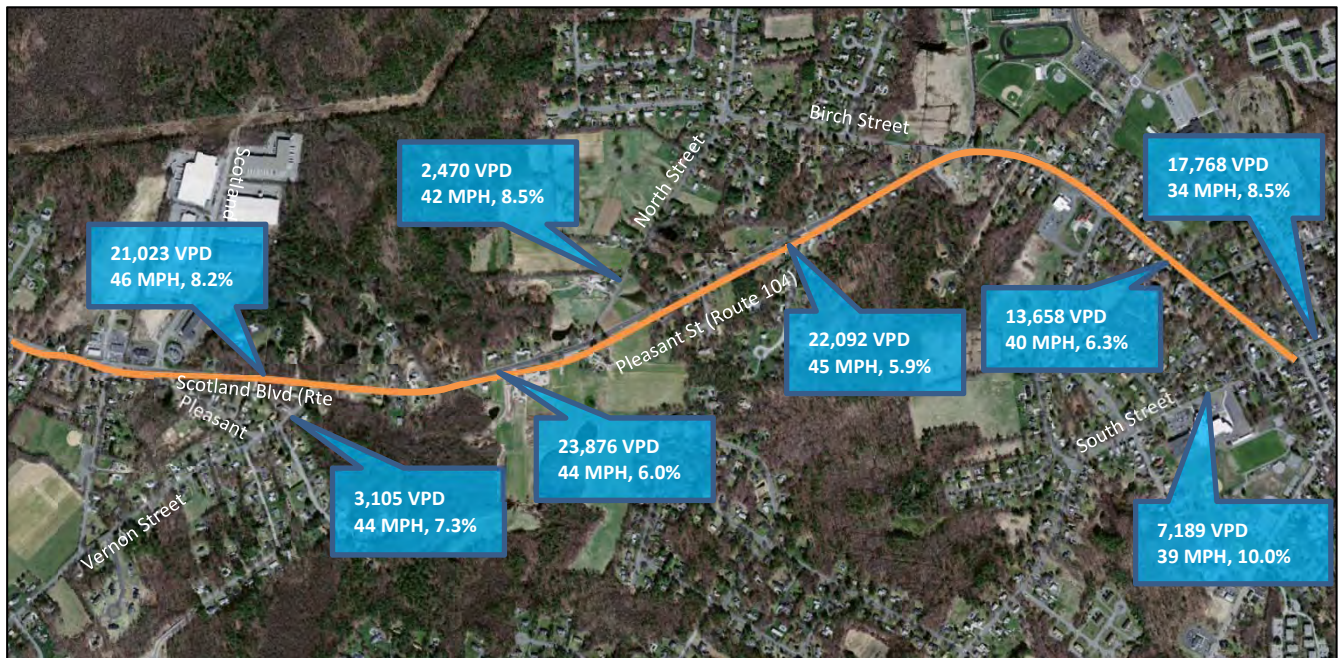 Birch Street
2,470 VPD
42 MPH, 8.5%
17,768 VPD
34 MPH, 8.5%
Scotland
North Street
21,023 VPD
46 MPH, 8.2%
Pleasant St (Route 104)
22,092 VPD
45 MPH, 5.9%
13,658 VPD
40 MPH, 6.3%
Scotland Blvd (Rte
Pleasant
23,876 VPD
44 MPH, 6.0%
South Street
3,105 VPD
44 MPH, 7.3%
Vernon Street
7,189 VPD
39 MPH, 10.0%